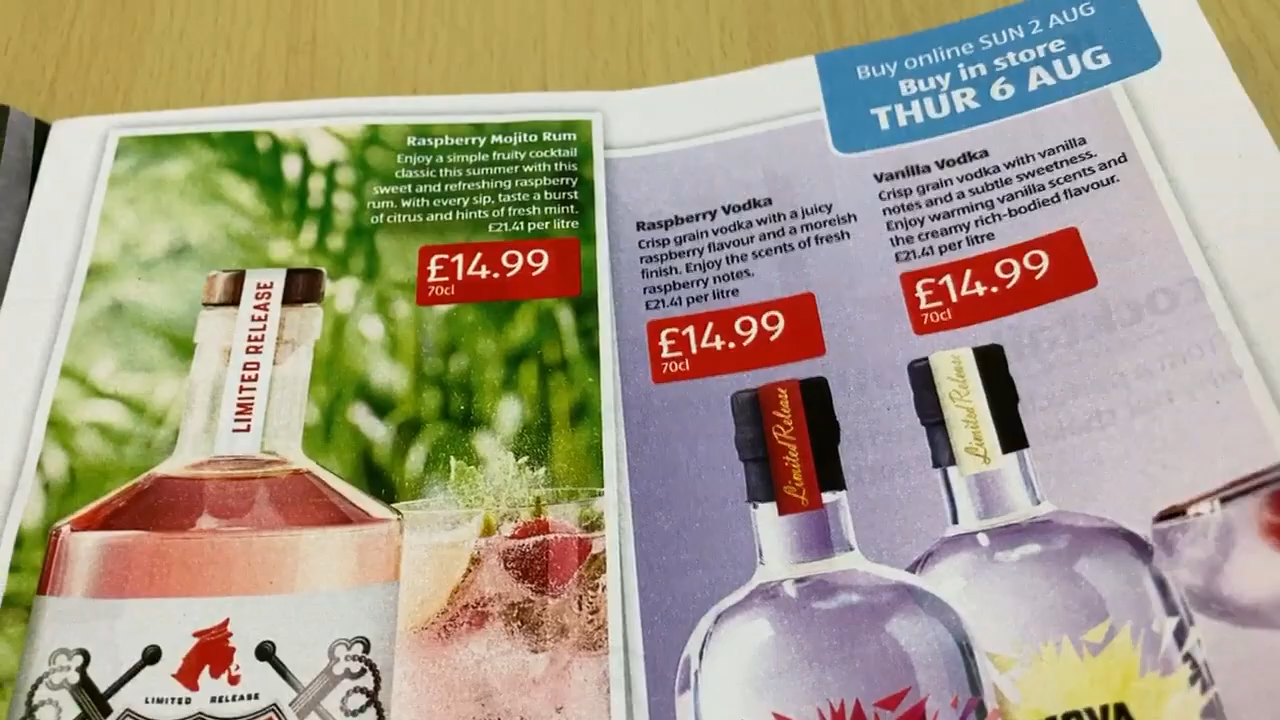 Buy online SUN 2 AUG
Buy in store
THUR 6 AUG
Raspberry Mojito Rum
Enjoy a simple fruity cocktail
classic this summer with this
sweet and refreshing raspberry
rum. With every sip, taste a burst
of citrus and hints of fresh mint.
£21.41 per litre
£14.99
70cl
LIMITED RELEASE
LIMITED RELEASE
Raspberry Vodka
Crisp grain vodka with a juicy
raspberry flavour and a moreish
finish. Enjoy the scents of fresh
raspberry notes.
£21.41 per litre
£14.99
70cl
Limited Release
Vanilla Vodka
Crisp grain vodka with vanilla
notes and a subtle sweetness.
Enjoy warming vanilla scents and
the creamy rich-bodied flavour.
£21.41 per litre
£14.99
70cl
Limited Release